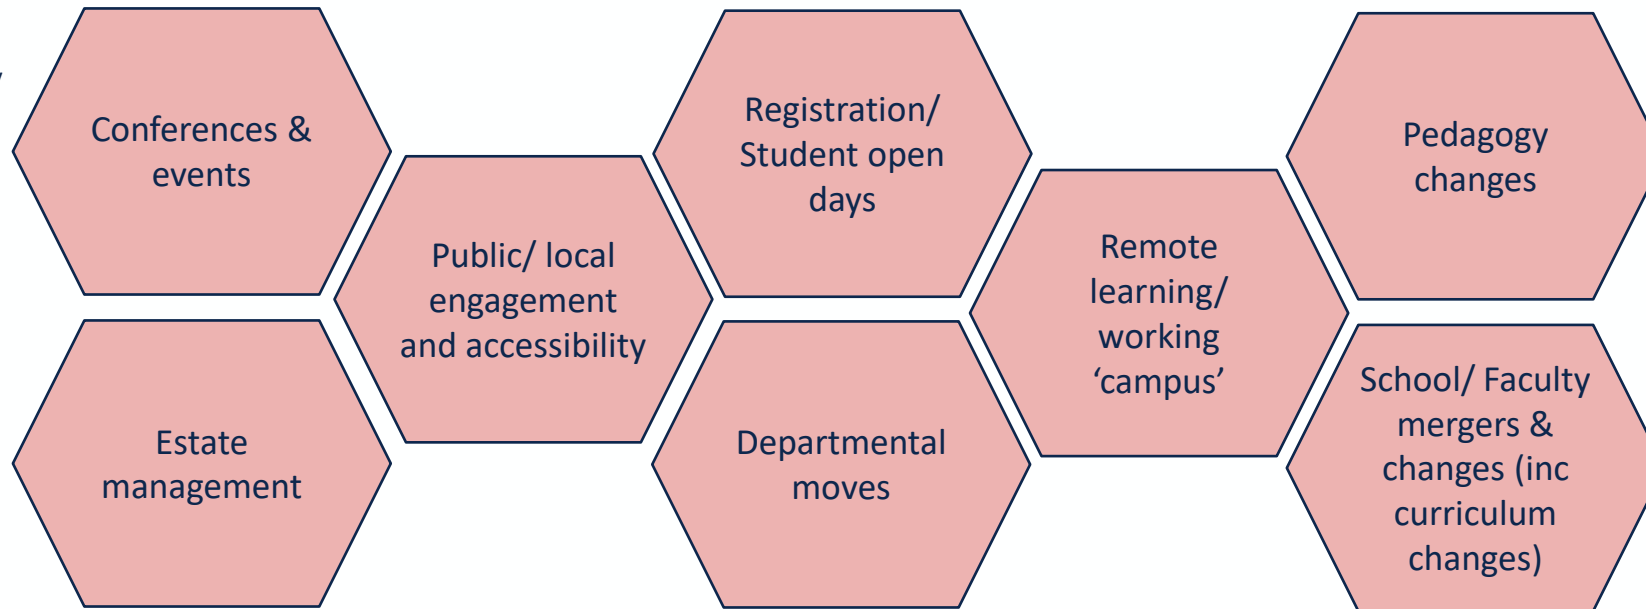 Conferences &
events
Public/ local
engagement
and accessibility
Registration/
Student open
days
Remote
learning/
working
‘campus’
Pedagogy
changes
Estate
management
Departmental
moves
School/ Faculty
mergers &
changes (inc
curriculum
changes)